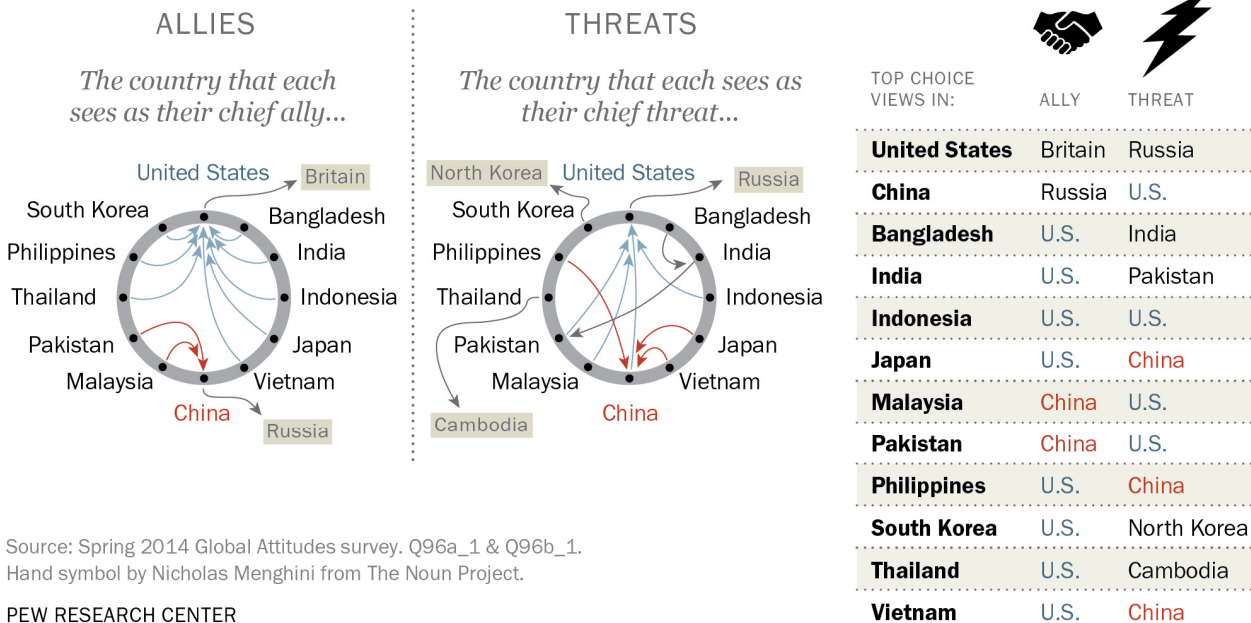 ALLIES
The country that each
sees as their chief ally...
United States
Britain
South Korea
Bangladesh
Philippines
India
Thailand
Indonesia
Pakistan
Japan
Malaysia
Vietnam
China
Russia
THREATS
The country that each sees as
their chief threat...
North Korea
United States
Russia
South Korea
Bangladesh
Philippines
India
Thailand
Indonesia
Pakistan
Japan
Malaysia
Vietnam
China
Cambodia
TOP CHOICE
VIEWS IN: ALLY THREAT
United States Britain Russia
China Russia U.S.
Bangladesh U.S. India
India U.S. Pakistan
Indonesia U.S. U.S.
Japan U.S. China
Malaysia China U.S.
Pakistan China U.S.
Philippines U.S. China
South Korea U.S. North Korea
Thailand U.S. Cambodia
Vietnam U.S. China
Source: Spring 2014 Global Attitudes survey. Q96a_1 & Q96b_1.
Hand symbol by Nicholas Menghini from The Noun Project.
PEW RESEARCH CENTER